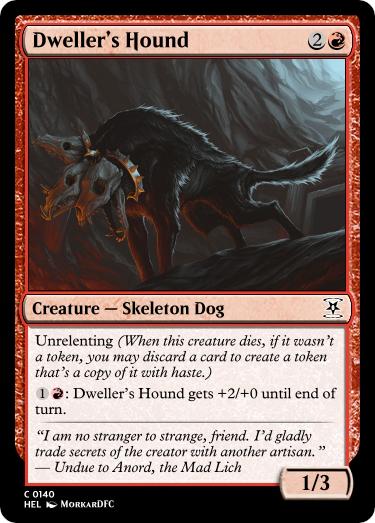 Dweller's Hound 2
Creature — Skeleton Dog
Unrelenting (When this creature dies, if it wasn't
a token, you may discard a card to create a token
that's a copy of it with haste.)
1 : Dweller's Hound gets +2/+0 until end of
turn.
"I am no stranger to strange, friend. I'd gladly
trade secrets of the creator with another artisan."
— Undue to Anord, the Mad Lich
1/3
C 0140
HEL MorkarDFC